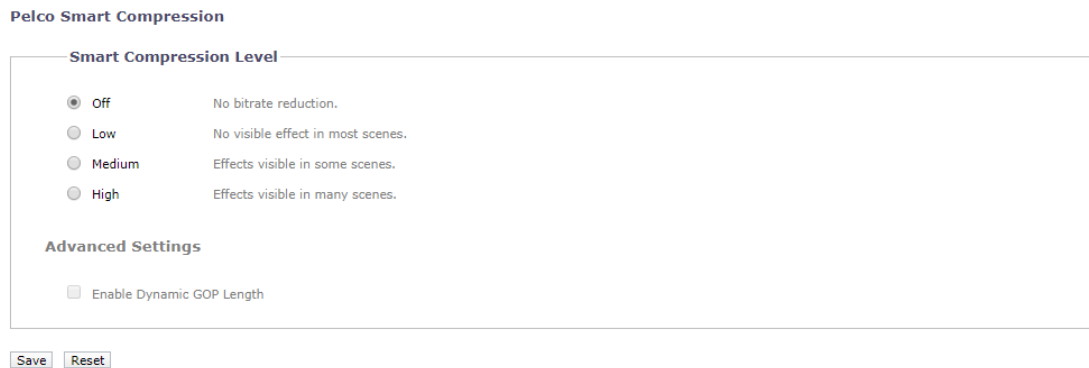 Pelco Smart Compression
Smart Compression Level
Off No bitrate reduction.
Low No visible effect in most scenes.
Medium Effects visible in some scenes.
High Effects visible in many scenes.
Advanced Settings
Enable Dynamic GOP Length
Save Reset